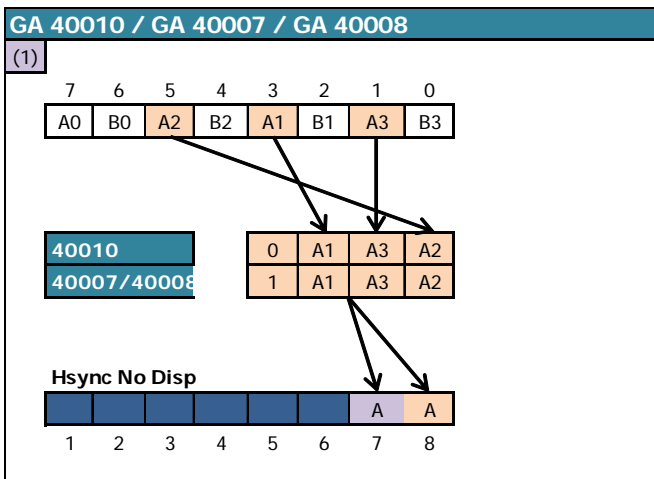 GA 40010 / GA 40007 / GA 40008
(1)
7 6 5 4 3 2 1 0
A0 B0 A2 B2 A1 B1 A3 B3
40010 0 A1 A3 A2
40007/40008 1 A1 A3 A2
Hsync No Disp
A A
1 2 3 4 5 6 7 8